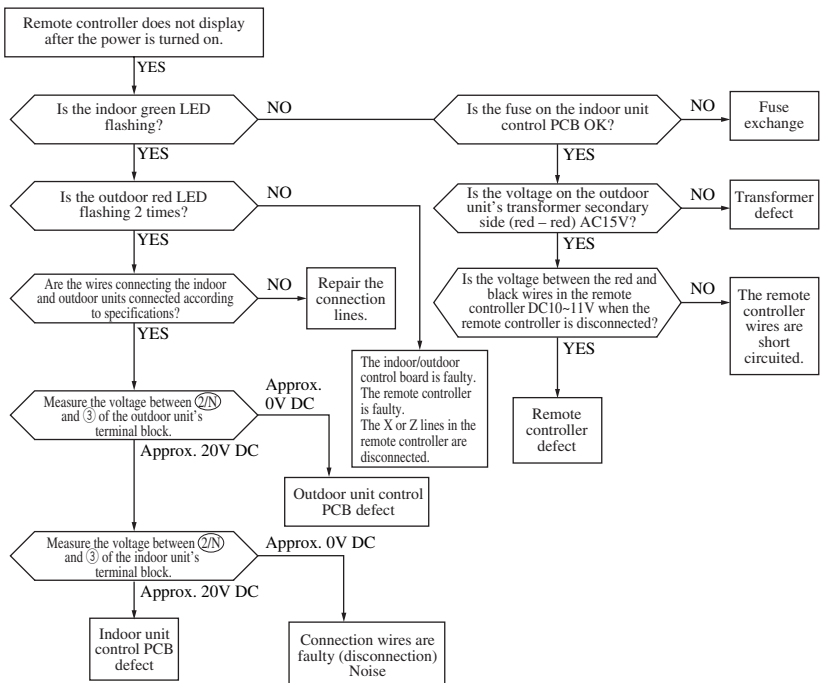 Remote controller does not display
after the power is turned on.
YES
Is the indoor green LED
flashing?
NO
Is the fuse on the indoor unit
control PCB OK?
NO
Fuse
exchange
YES
YES
Is the outdoor red LED
flashing 2 times?
NO
Is the voltage on the outdoor
unit's transformer secondary
side (red – red) AC15V?
NO
Transformer
defect
YES
YES
Are the wires connecting the indoor
and outdoor units connected according
to specifications?
NO
Repair the
connection
lines.
Is the voltage between the red and
black wires in the remote
controller DC10~11V when the
remote controller is disconnected?
NO
The remote
controller
wires are
short
circuited.
YES
YES
The indoor/outdoor
control board is faulty.
The remote controller
is faulty.
The X or Z lines in the
remote controller are
disconnected.
Remote
controller
defect
Measure the voltage between 2/N
and ③ of the outdoor unit's
terminal block.
Approx.
0V DC
Approx. 20V DC
Outdoor unit control
PCB defect
Measure the voltage between 2/N
and ③ of the indoor unit's
terminal block.
Approx. 0V DC
Approx. 20V DC
Indoor unit
control PCB
defect
Connection wires are
faulty (disconnection)
Noise